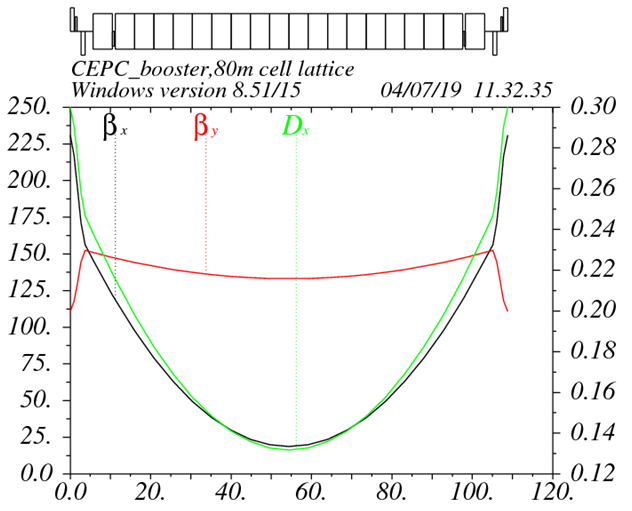 CEPC_booster,80m cell lattice
Windows version 8.51/15 04/07/19 11.32.35
250. βx βy Dx 0.30
225. 0.28
200. 0.26
175. 0.24
150. 0.22
125. 0.20
100. 0.18
75. 0.16
50. 0.14
25. 0.12
0.0
0.0 20. 40. 60. 80. 100. 120.